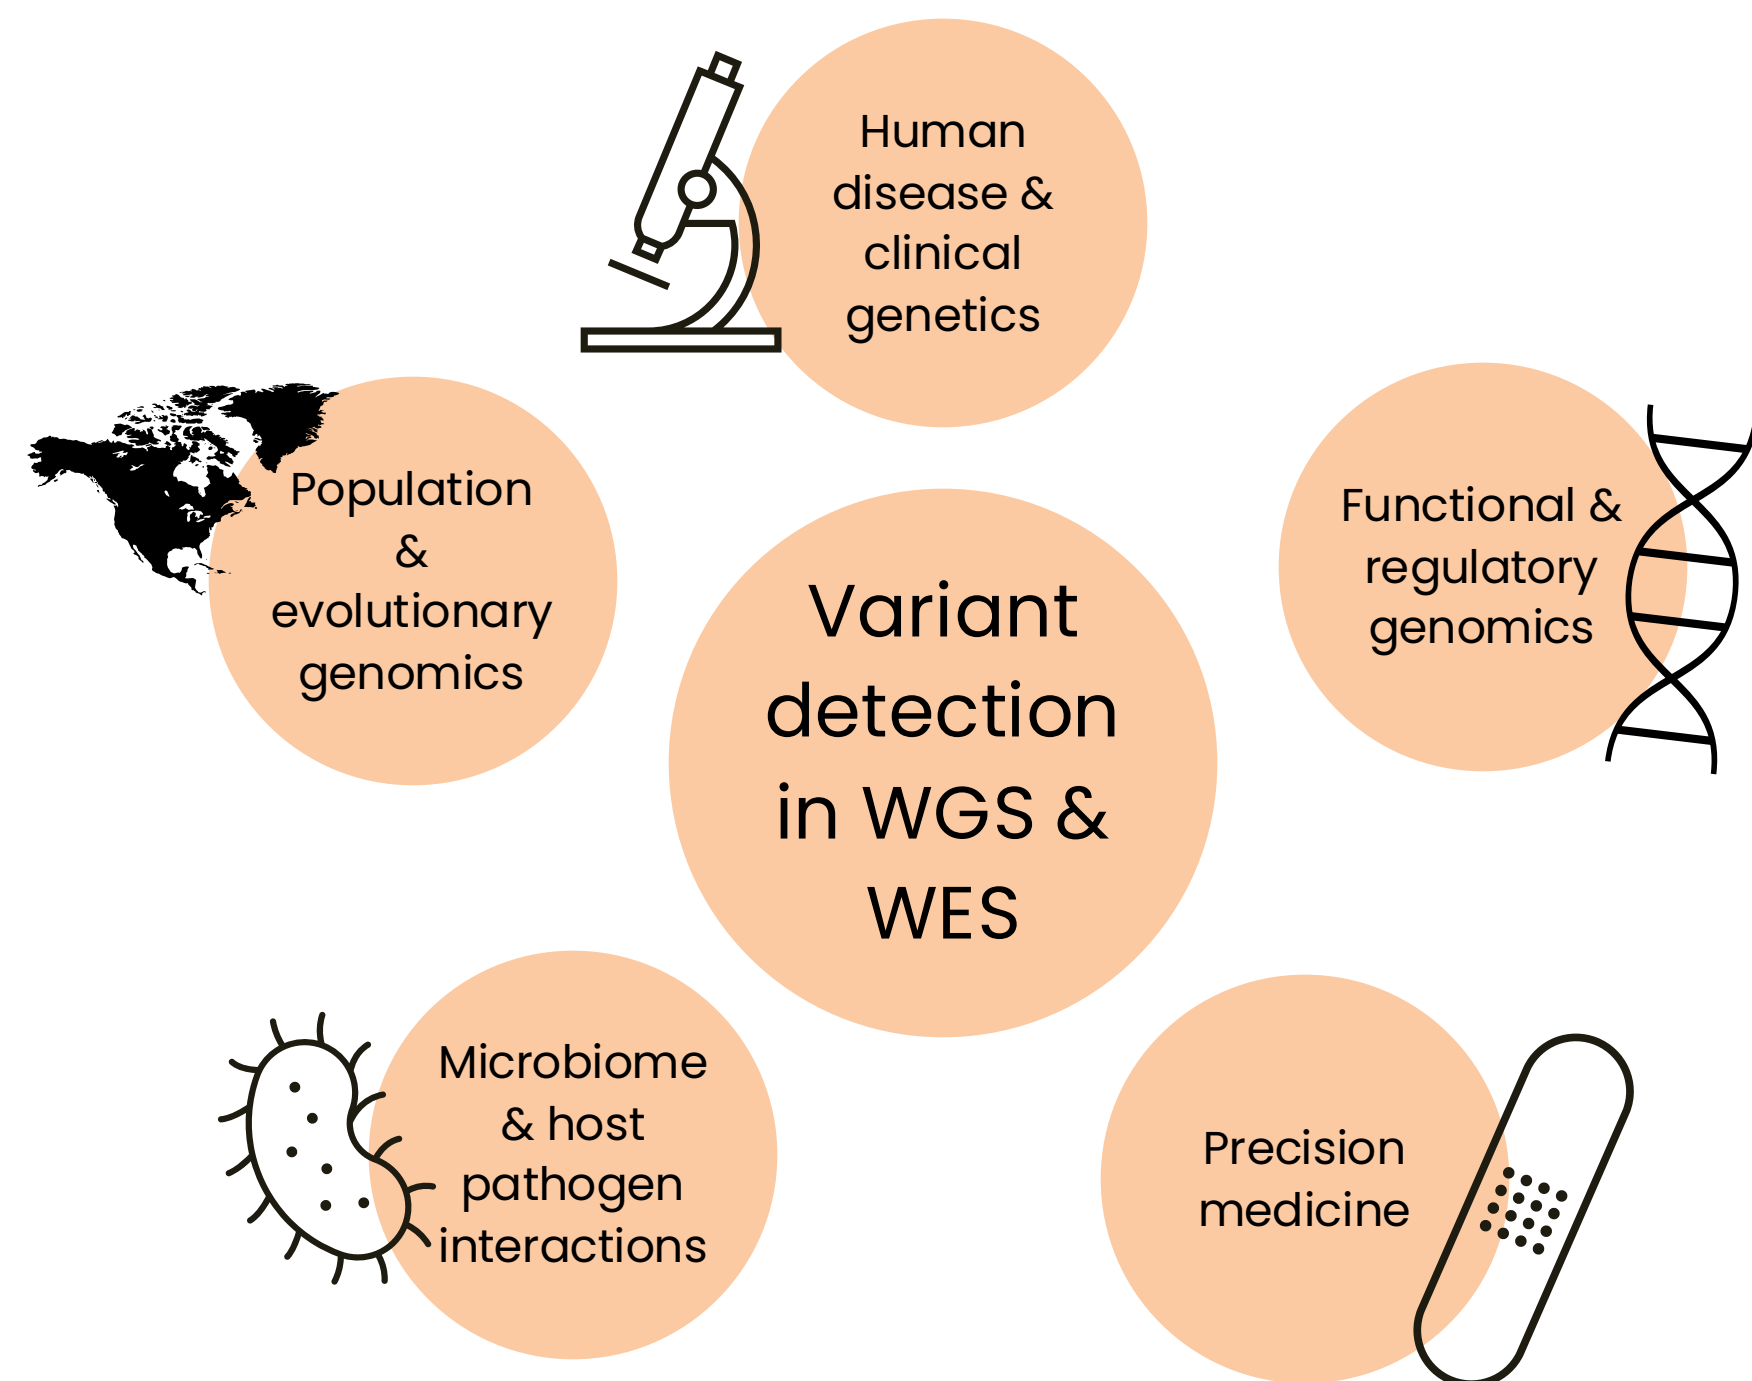 Human
disease &
clinical
genetics
Population
&
evolutionary
genomics
Functional &
regulatory
genomics
Variant
detection
in WGS &
WES
Microbiome
& host
pathogen
interactions
Precision
medicine